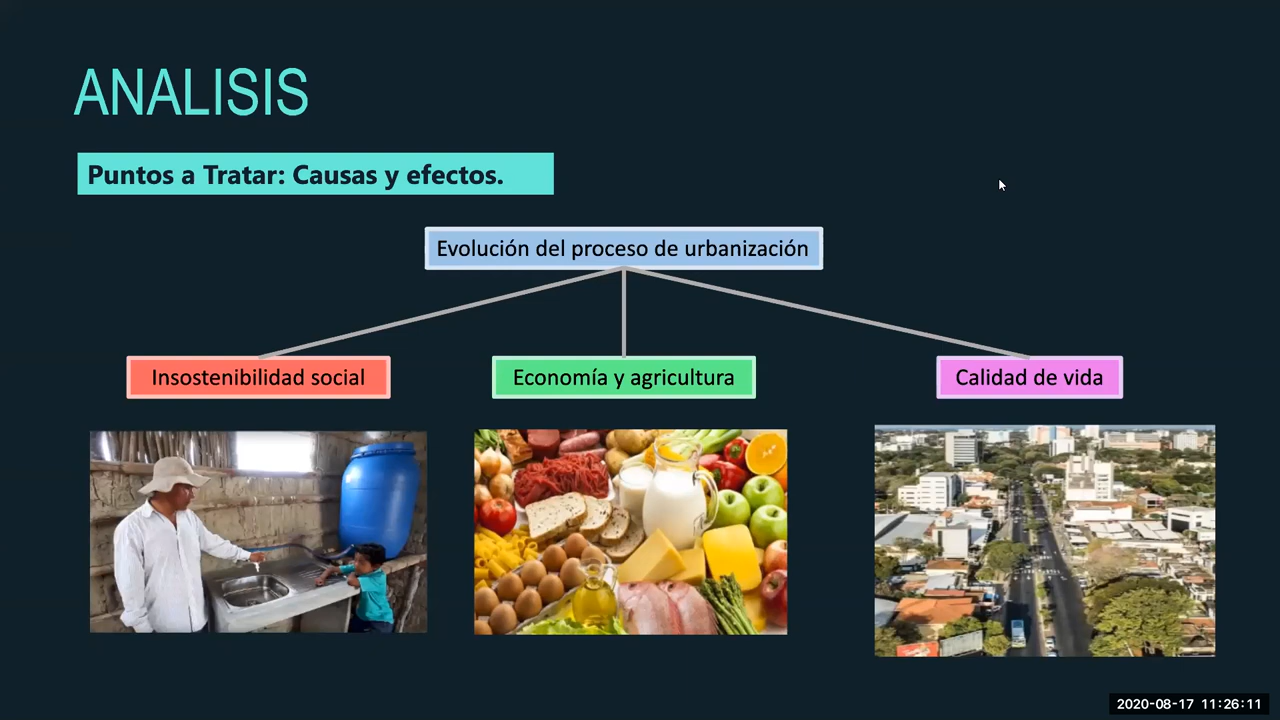 ANALISIS
Puntos a Tratar: Causas y efectos.
Evolución del proceso de urbanización
Insostenibilidad social
Economía y agricultura
Calidad de vida
2020-08-17 11:26:11